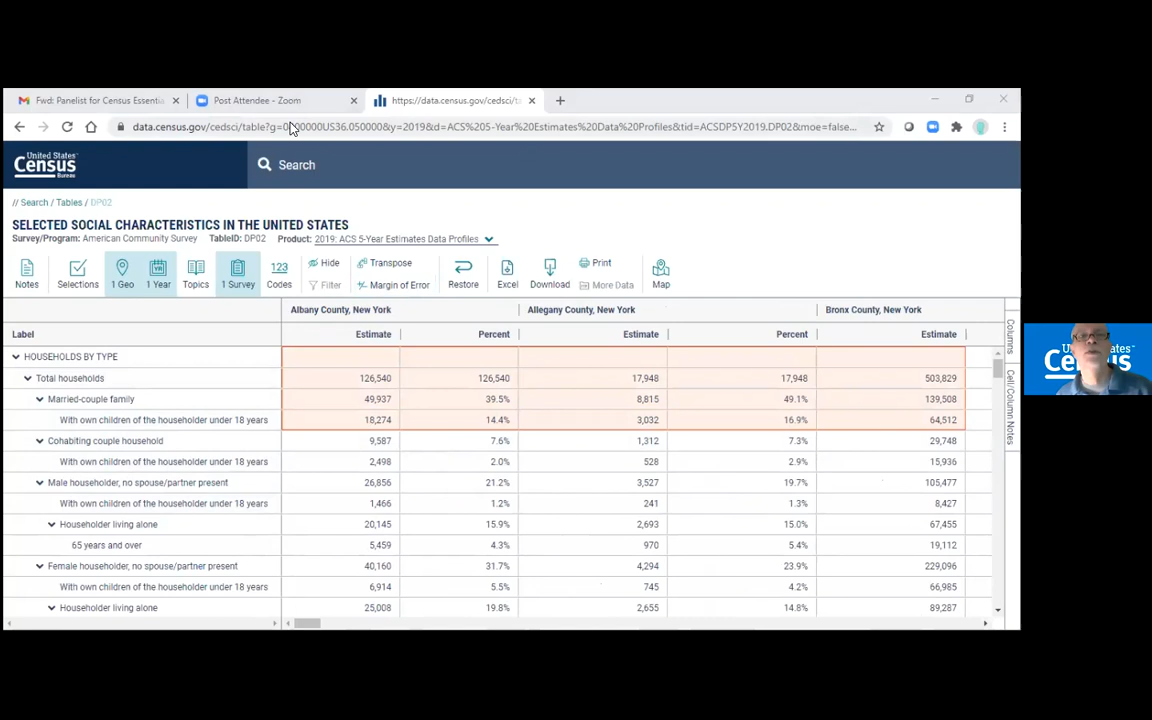 Fwd: Panelist for Census Essentia
Post Attendee - Zoom
https://data.census.gov/cedsci/t
data.census.gov/cedsci/table?g=0 00000US36.050000&y=2019&d=ACS%205-Year%20Estimates%20Data%20Profiles&tid=ACSDP5Y2019.DP02&moe=false...
United States
Census
Bureau
Search
// Search / Tables / DP02
SELECTED SOCIAL CHARACTERISTICS IN THE UNITED STATES
Survey/Program: American Community Survey TableID: DP02 Product: 2019: ACS 5-Year Estimates Data Profiles
Notes Selections 1 Geo 1 Year Topics 1 Survey 123 Codes Hide Filter Transpose Margin of Error Restore Excel Download Print More Data Map
Albany County, New York Allegany County, New York Bronx County, New York
Label Estimate Percent Estimate Percent Estimate
HOUSEHOLDS BY TYPE
Total households 126,540 126,540 17,948 17,948 503,829
Married-couple family 49,937 39.5% 8,815 49.1% 139,508
With own children of the householder under 18 years 18,274 14.4% 3,032 16.9% 64,512
Cohabiting couple household 9,587 7.6% 1,312 7.3% 29,748
With own children of the householder under 18 years 2,498 2.0% 528 2.9% 15,936
Male householder, no spouse/partner present 26,856 21.2% 3,527 19.7% 105,477
With own children of the householder under 18 years 1,466 1.2% 241 1.3% 8,427
Householder living alone 20,145 15.9% 2,693 15.0% 67,455
65 years and over 5,459 4.3% 970 5.4% 19,112
Female householder, no spouse/partner present 40,160 31.7% 4,294 23.9% 229,096
With own children of the householder under 18 years 6,914 5.5% 745 4.2% 66,985
Householder living alone 25,008 19.8% 2,655 14.8% 89,287
Columns
Cell/Column Notes